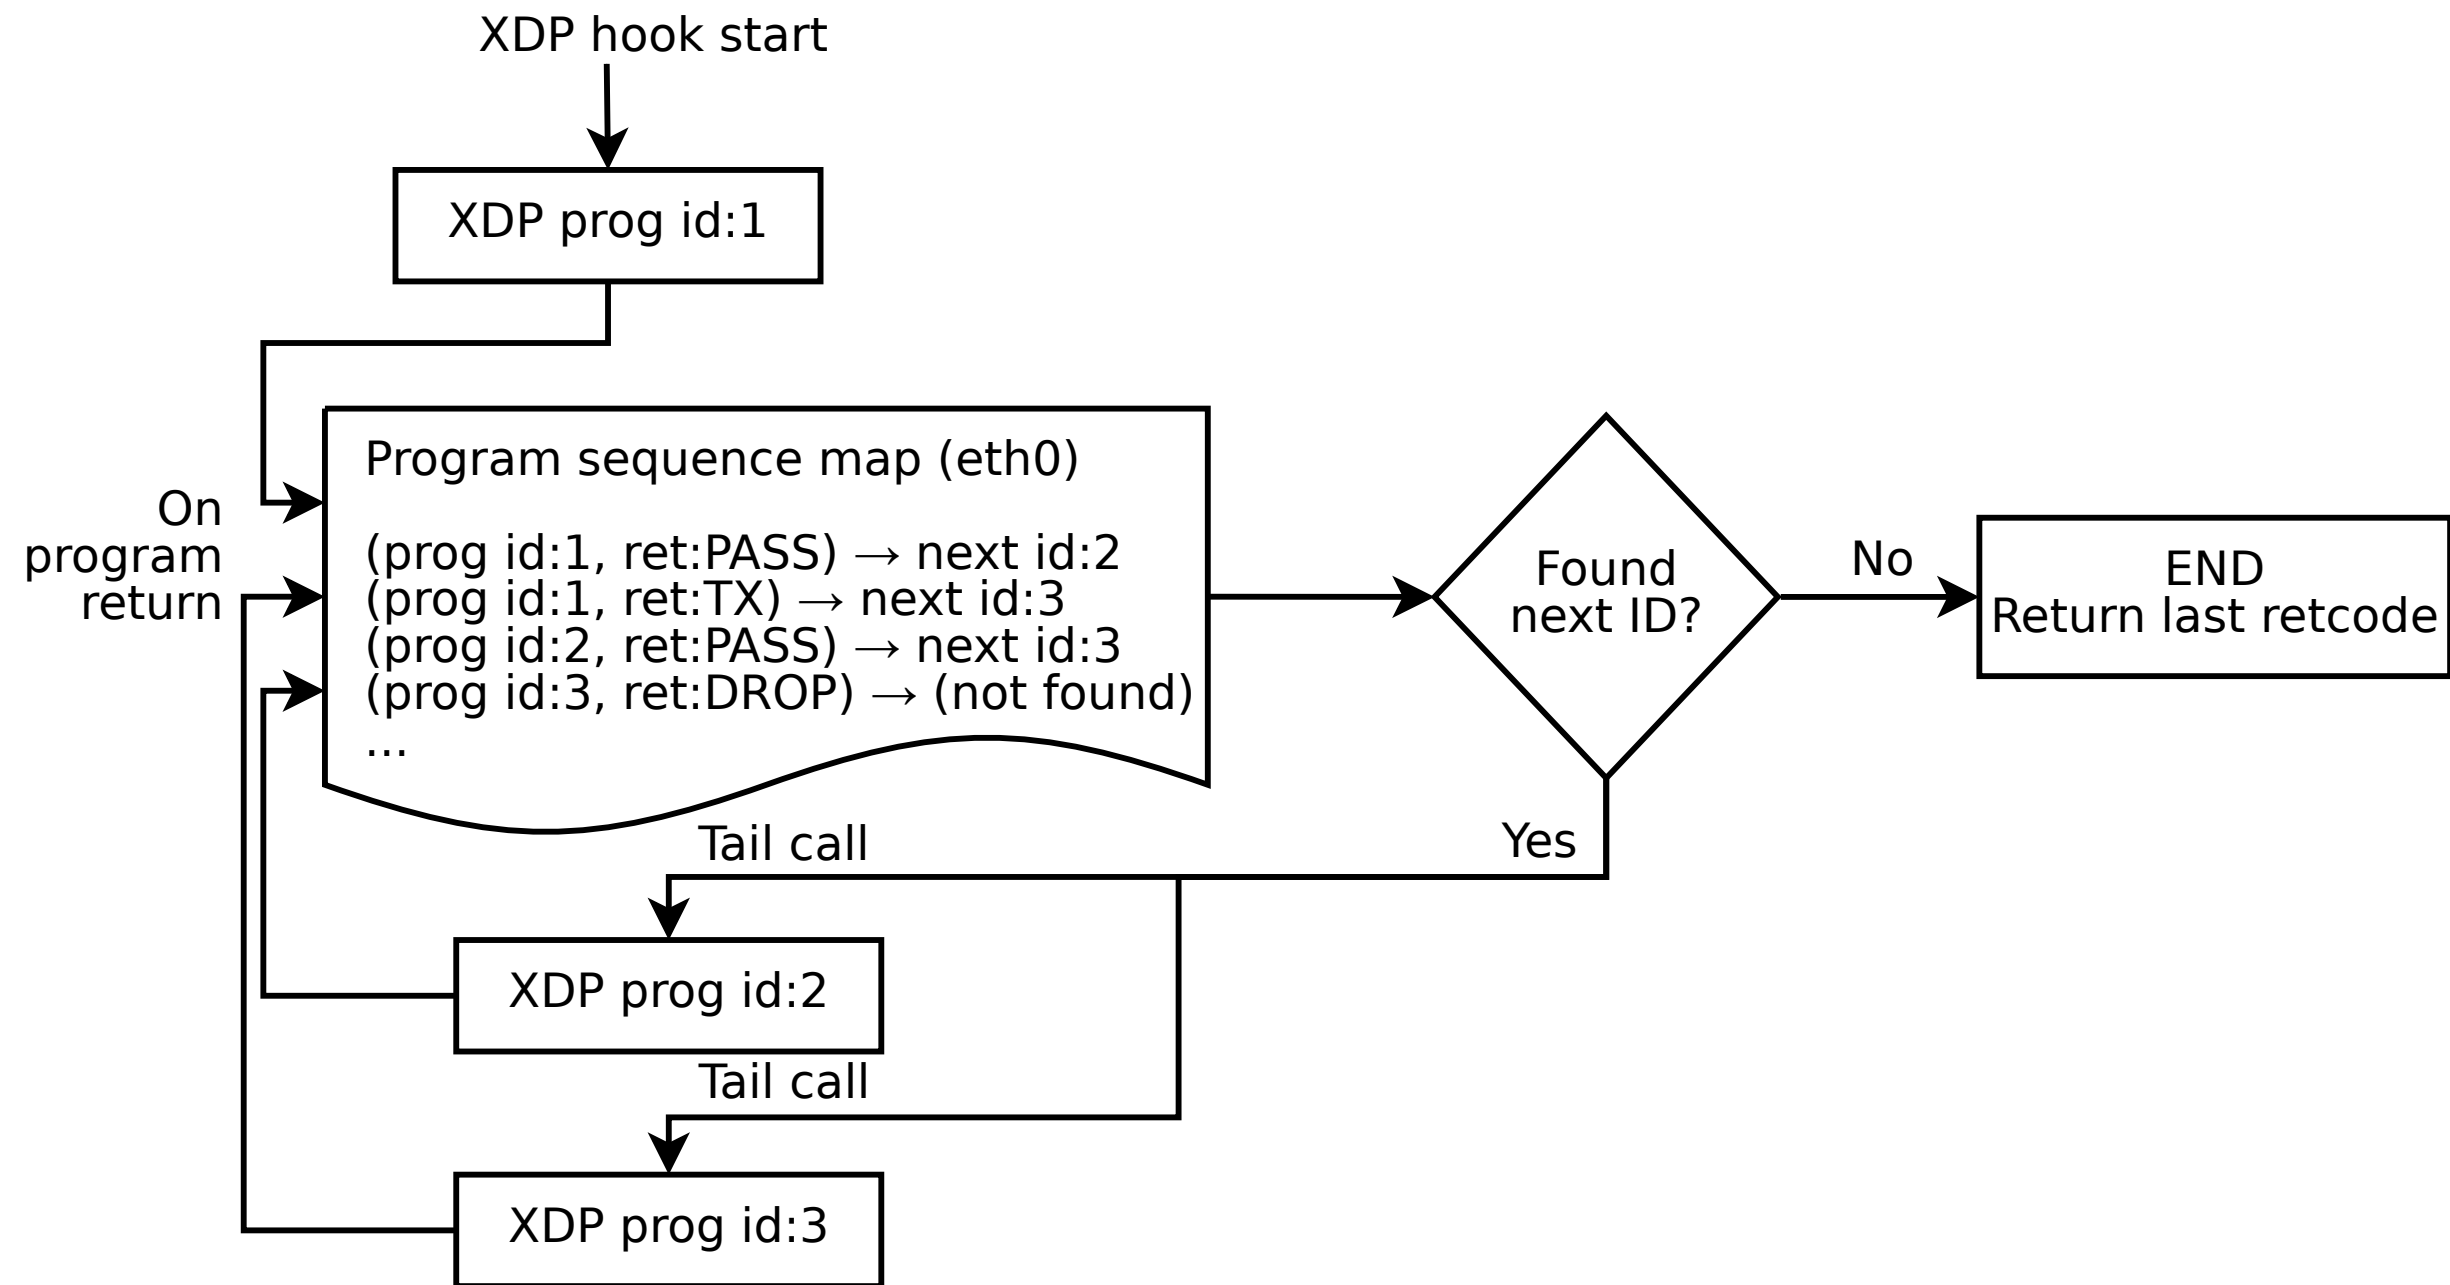 XDP hook start
XDP prog id:1
On
program
return
Program sequence map (eth0)
(prog id:1, ret:PASS) → next id:2
(prog id:1, ret:TX) → next id:3
(prog id:2, ret:PASS) → next id:3
(prog id:3, ret:DROP) → (not found)
...
Found
next ID?
No
END
Return last retcode
Yes
Tail call
XDP prog id:2
Tail call
XDP prog id:3